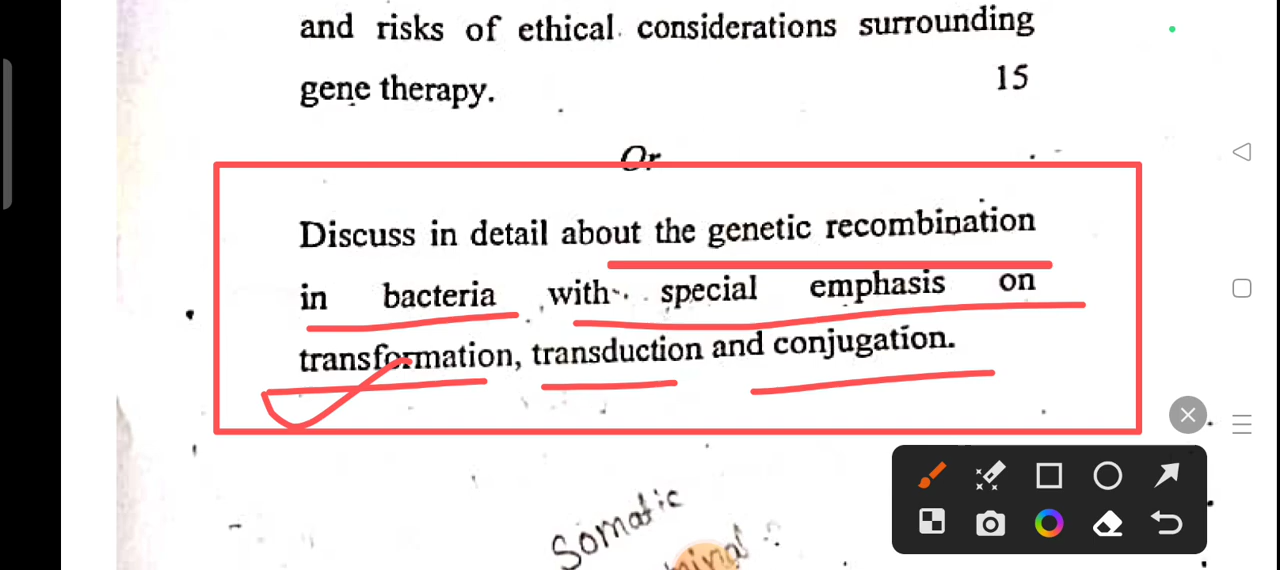 and risks of ethical considerations surrounding
gene therapy.
15
Or
Discuss in detail about the genetic recombination
in bacteria with special emphasis on
transformation, transduction and conjugation.
Somatic